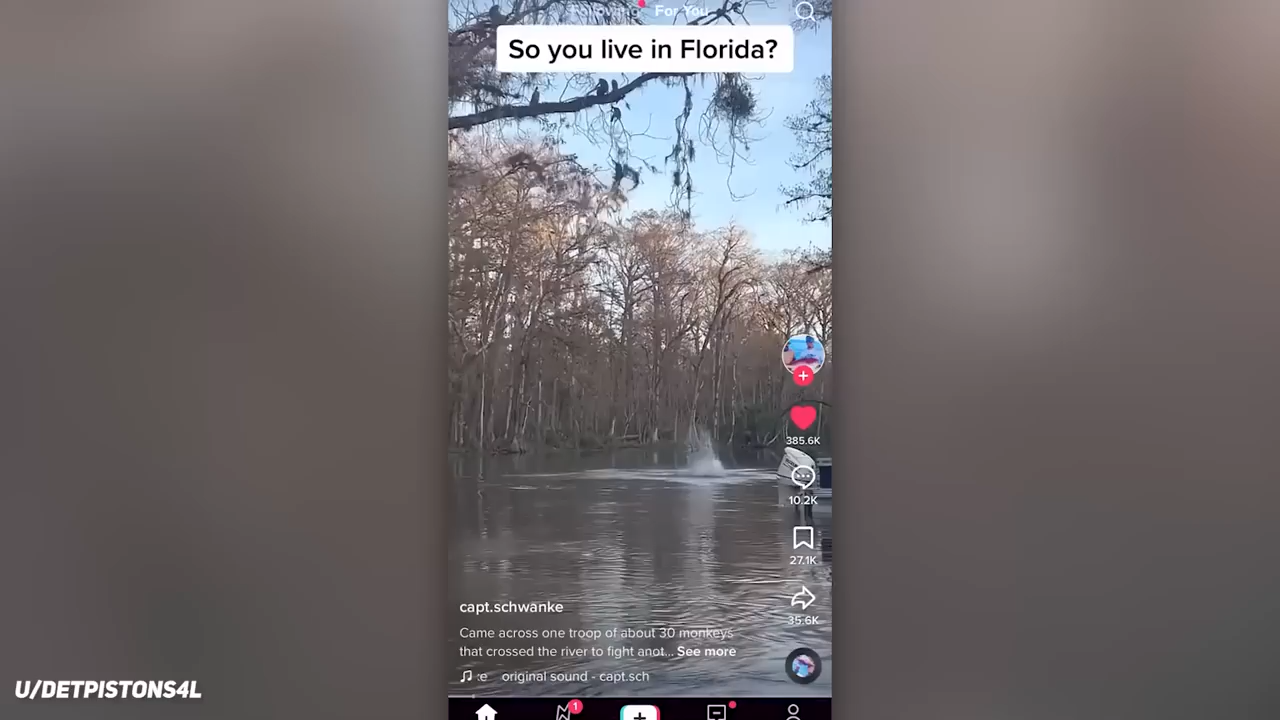 Following For You
So you live in Florida?
385.6K
10.2K
27.1K
35.6K
capt.schwanke
Came across one troop of about 30 monkeys
that crossed the river to fight anot... See more
:e original sound - capt.sch
1
U/DETPISTONS4L